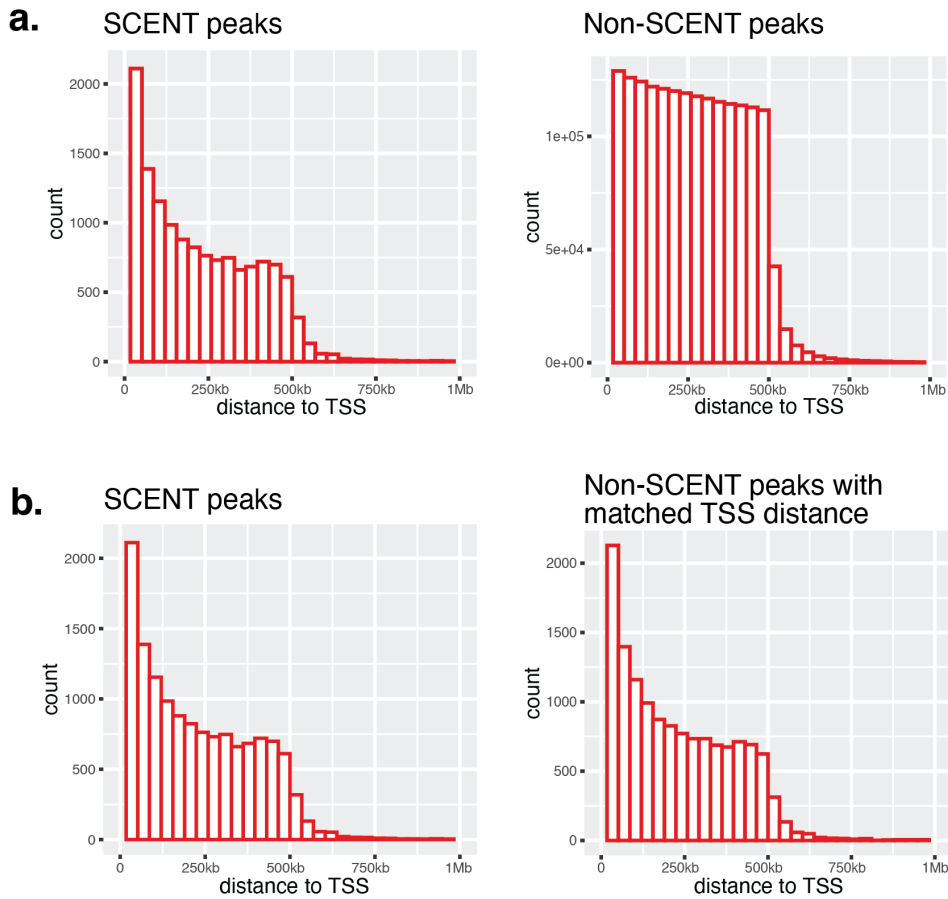 a.
SCENT peaks
2000
1500
1000
500
0
count
0 250kb 500kb 750kb 1Mb
distance to TSS
Non-SCENT peaks
1e+05
5e+04
0e+00
count
0 250kb 500kb 750kb 1Mb
distance to TSS
b.
SCENT peaks
2000
1500
1000
500
0
count
0 250kb 500kb 750kb 1Mb
distance to TSS
Non-SCENT peaks with
matched TSS distance
2000
1500
1000
500
0
count
0 250kb 500kb 750kb 1Mb
distance to TSS